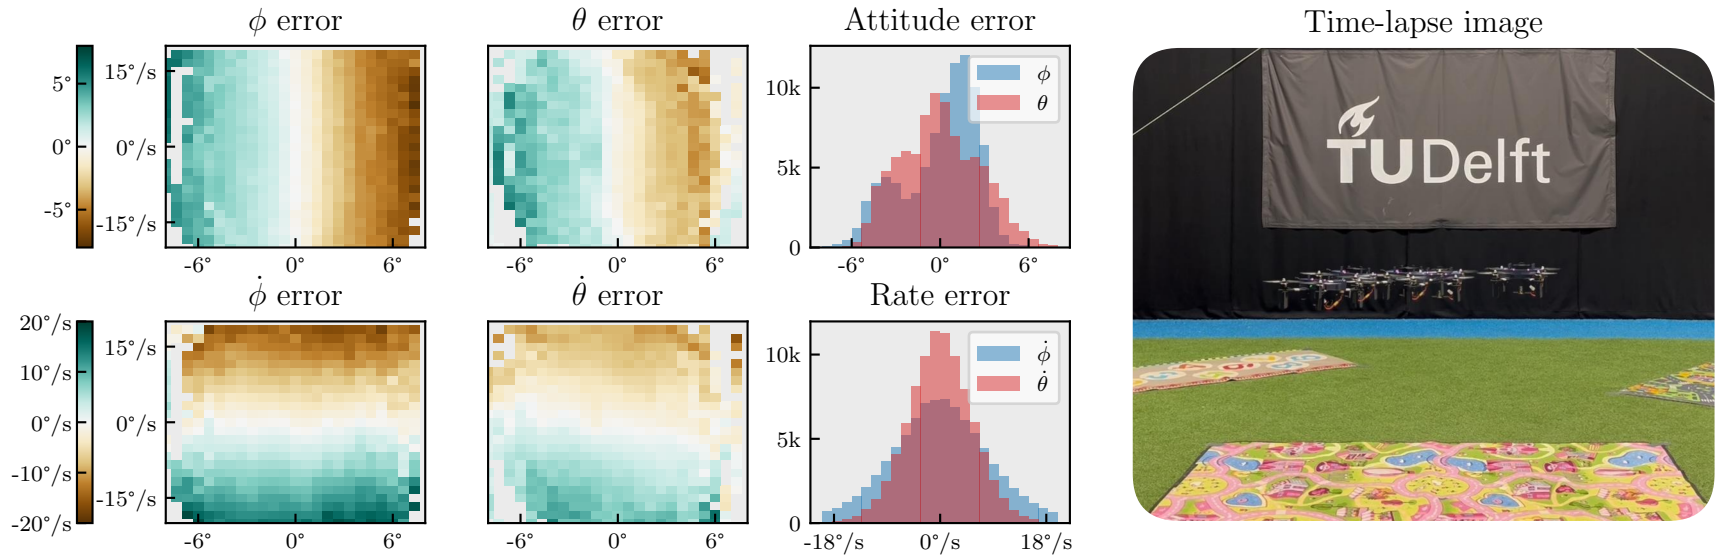 ϕ error
θ error
Attitude error
Time-lapse image
5°
0°
-5°
15°/s
0°/s
-15°/s
-6°
0°
6°
-6°
0°
6°
10k
5k
0
-6°
0°
6°
ϕ
θ
TUDelft
ϕ̇ error
θ̇ error
Rate error
20°/s
10°/s
0°/s
-10°/s
-20°/s
15°/s
0°/s
-15°/s
-6°
0°
6°
-6°
0°
6°
10k
5k
0
-18°/s
0°/s
18°/s
ϕ̇
θ̇